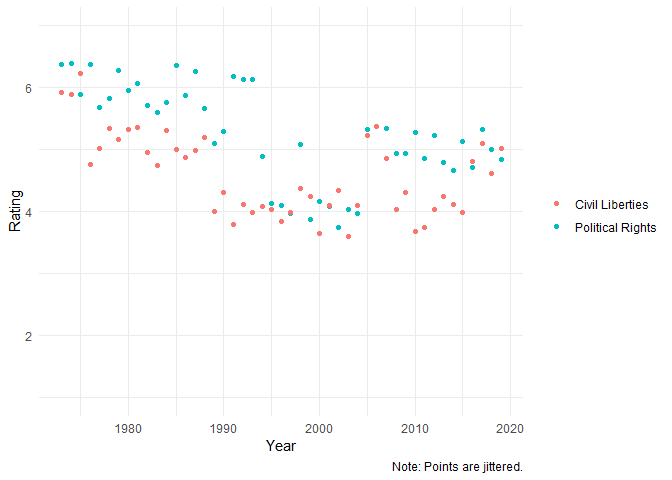 6
4
2
Rating
1980 1990 2000 2010 2020
Year
Civil Liberties
Political Rights
Note: Points are jittered.